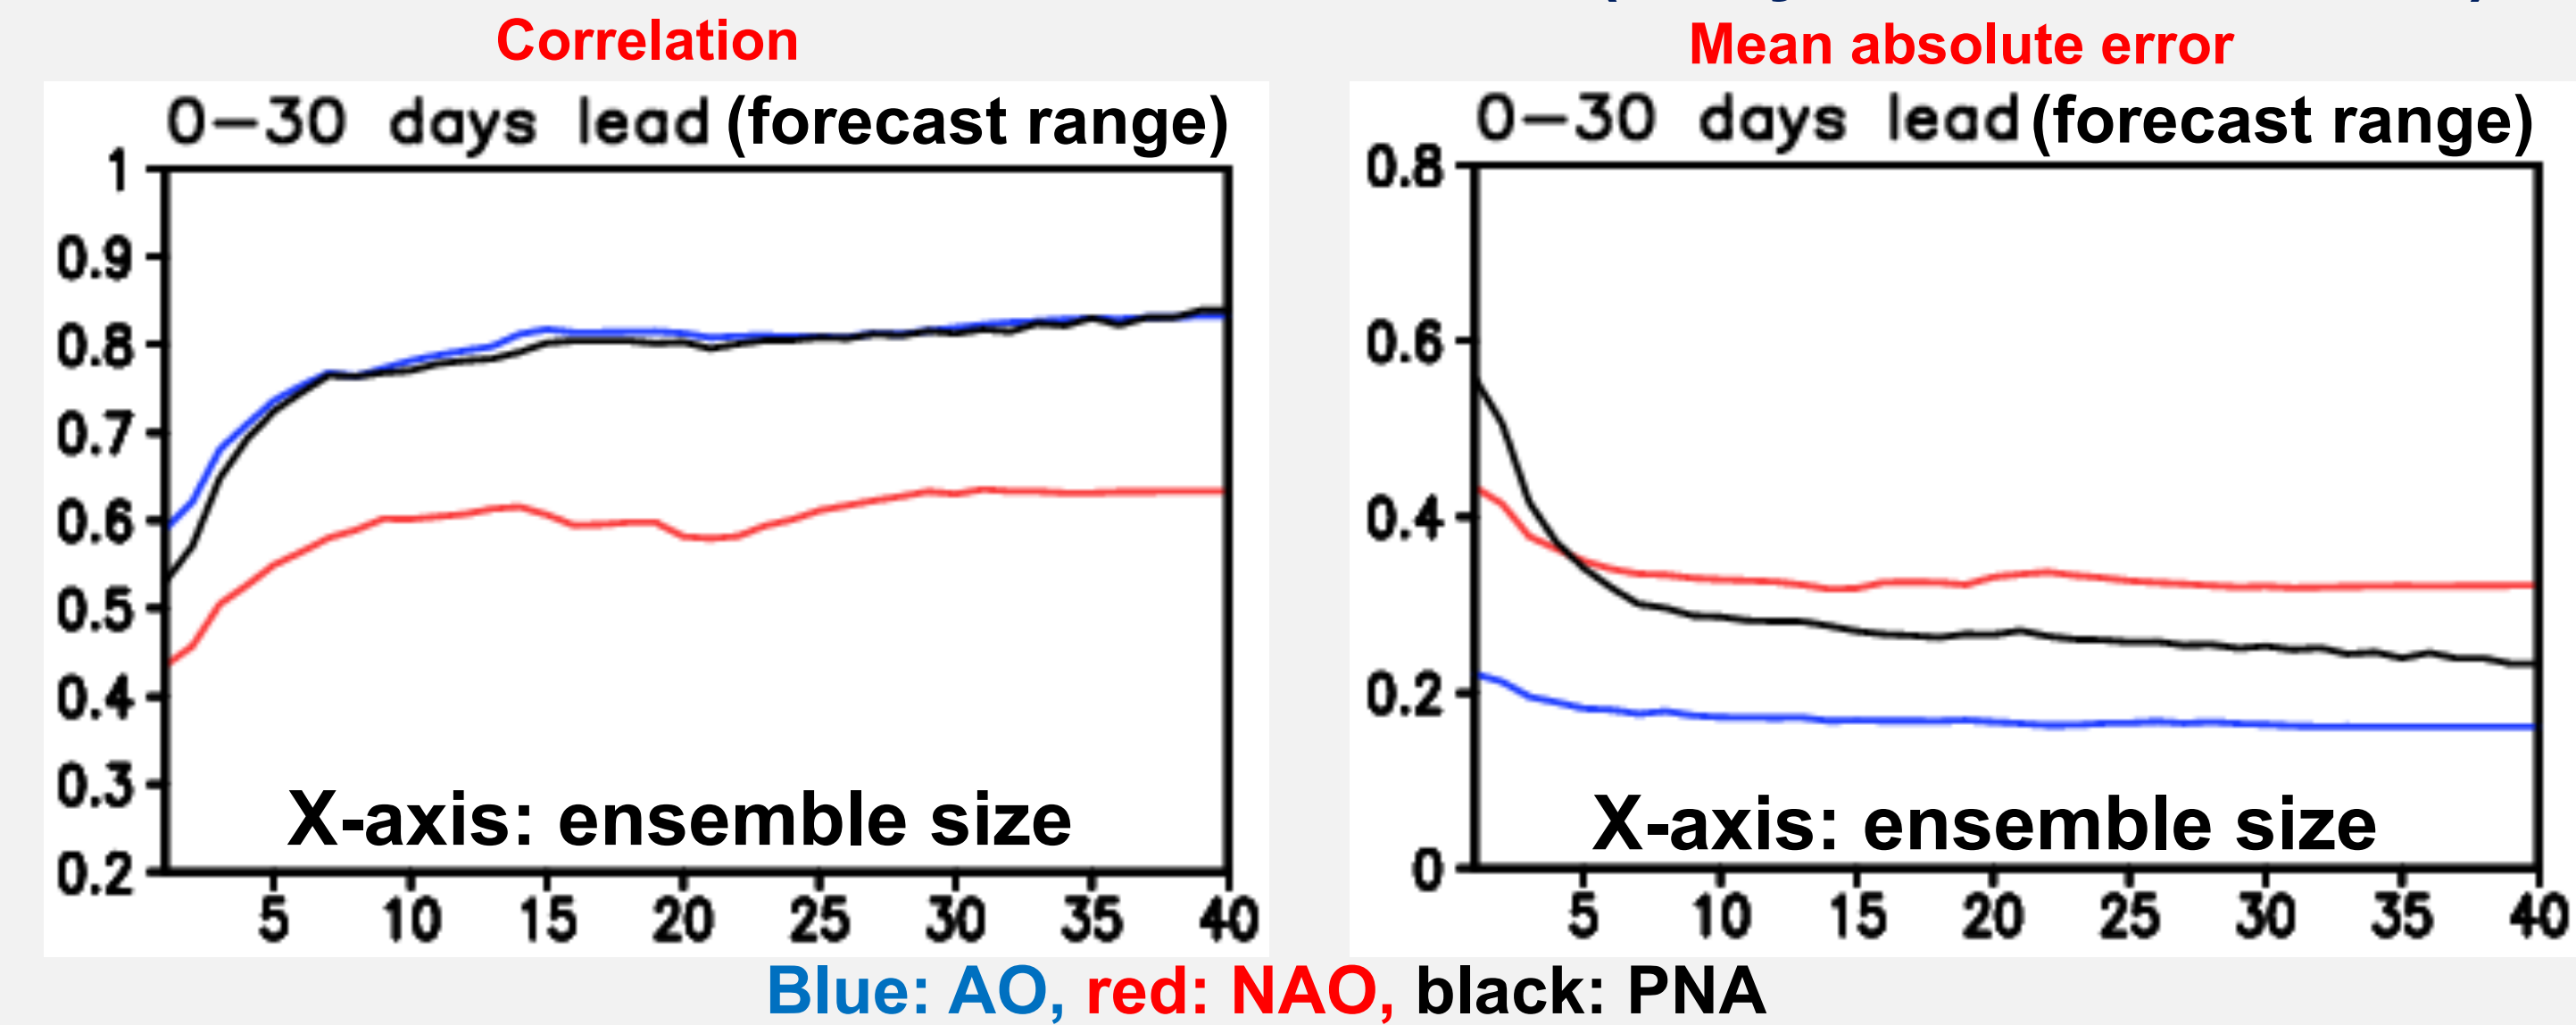 Correlation
0-30 days lead (forecast range)
1
0.9
0.8
0.7
0.6
0.5
0.4
0.3
0.2
X-axis: ensemble size
5 10 15 20 25 30 35 40
Mean absolute error
0-30 days lead (forecast range)
0.8
0.6
0.4
0.2
0
X-axis: ensemble size
5 10 15 20 25 30 35 40
Blue: AO, red: NAO, black: PNA